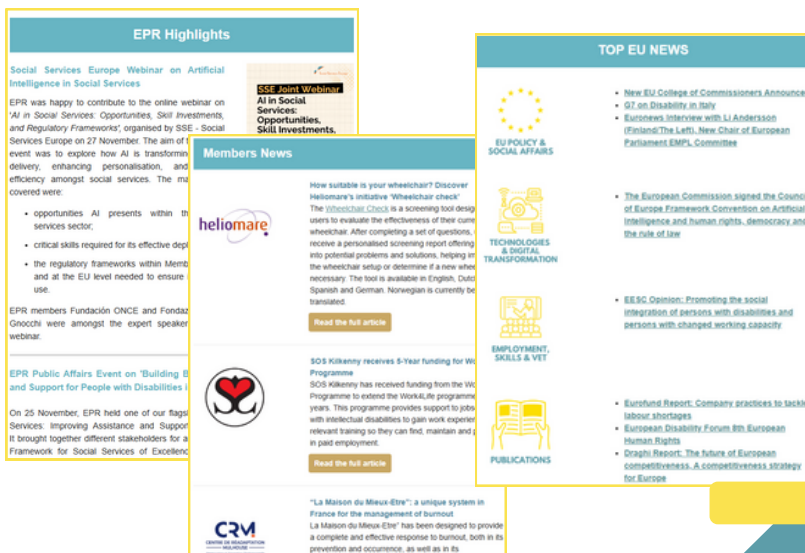 EPR Highlights
Social Services Europe Webinar on Artificial
Intelligence in Social Services
EPR was happy to contribute to the online webinar on
'AI in Social Services: Opportunities, Skill Investments,
and Regulatory Frameworks', organised by SSE - Social
Services Europe on 27 November. The aim of
event was to explore how AI is transformin
delivery, enhancing personalisation, and
efficiency amongst social services. The ma
covered were:
opportunities AI presents within th
services sector;
critical skills required for its effective depl
the regulatory frameworks within Memb
and at the EU level needed to ensure
use.
EPR members Fundación ONCE and Fondaz
Gnocchi were amongst the expert speaker
webinar.
EPR Public Affairs Event on 'Building B
and Support for People with Disabilities i
On 25 November, EPR held one of our flags
Services: Improving Assistance and Suppor
It brought together different stakeholders for a
Framework for Social Services of Excellenc
SSE Joint Webinar
AI in Social
Services:
Opportunities,
Skill Investments,
Members News
heliomare
How suitable is your wheelchair? Discover
Heliomare's initiative 'Wheelchair check'
The Wheelchair Check is a screening tool desig
users to evaluate the effectiveness of their curre
wheelchair. After completing a set of questions,
receive a personalised screening report offering
into potential problems and solutions, helping im
the wheelchair setup or determine if a new whee
necessary. The tool is available in English, Dutc
Spanish and German. Norwegian is currently be
translated.
Read the full article
SOS Kilkenny receives 5-Year funding for Wo
Programme
SOS Kilkenny has received funding from the Wo
Programme to extend the Work4Life programme
years. This programme provides support to jobs
with intellectual disabilities to gain work experier
relevant training so they can find, maintain and p
in paid employment.
Read the full article
CRM
CENTRE DE RÉADAPTATION
MULHOUSE
"La Maison du Mieux-Etre": a unique system in
France for the management of burnout
La Maison du Mieux-Etre" has been designed to provide
a complete and effective response to burnout, both in its
prevention and occurrence, as well as in its
TOP EU NEWS
EU POLICY &
SOCIAL AFFAIRS
New EU College of Commissioners Announce
G7 on Disability in Italy
Euronews Interview with Li Andersson
(Finland/The Left), New Chair of European
Parliament EMPL Committee
TECHNOLOGIES
& DIGITAL
TRANSFORMATION
The European Commission signed the Counci
of Europe Framework Convention on Artificial
Intelligence and human rights, democracy and
the rule of law
EMPLOYMENT,
SKILLS & VET
EESC Opinion: Promoting the social
integration of persons with disabilities and
persons with changed working capacity
PUBLICATIONS
Eurofund Report: Company practices to tackle
labour shortages
European Disability Forum 8th European
Human Rights
Draghi Report: The future of European
competitiveness. A competitiveness strategy
for Europe